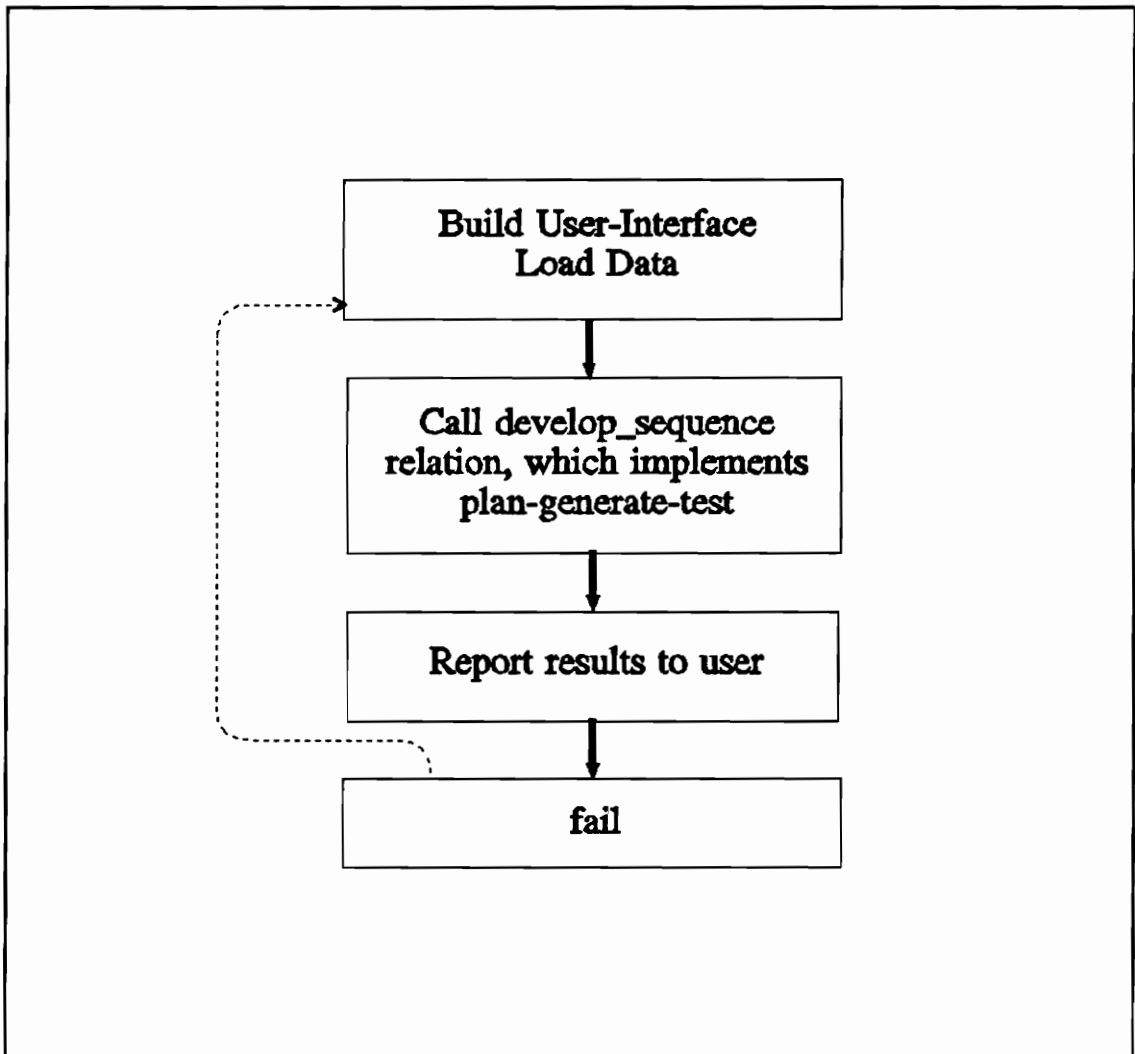 Build User-Interface
Load Data
Call develop_sequence
relation, which implements
plan-generate-test
Report results to user
fail